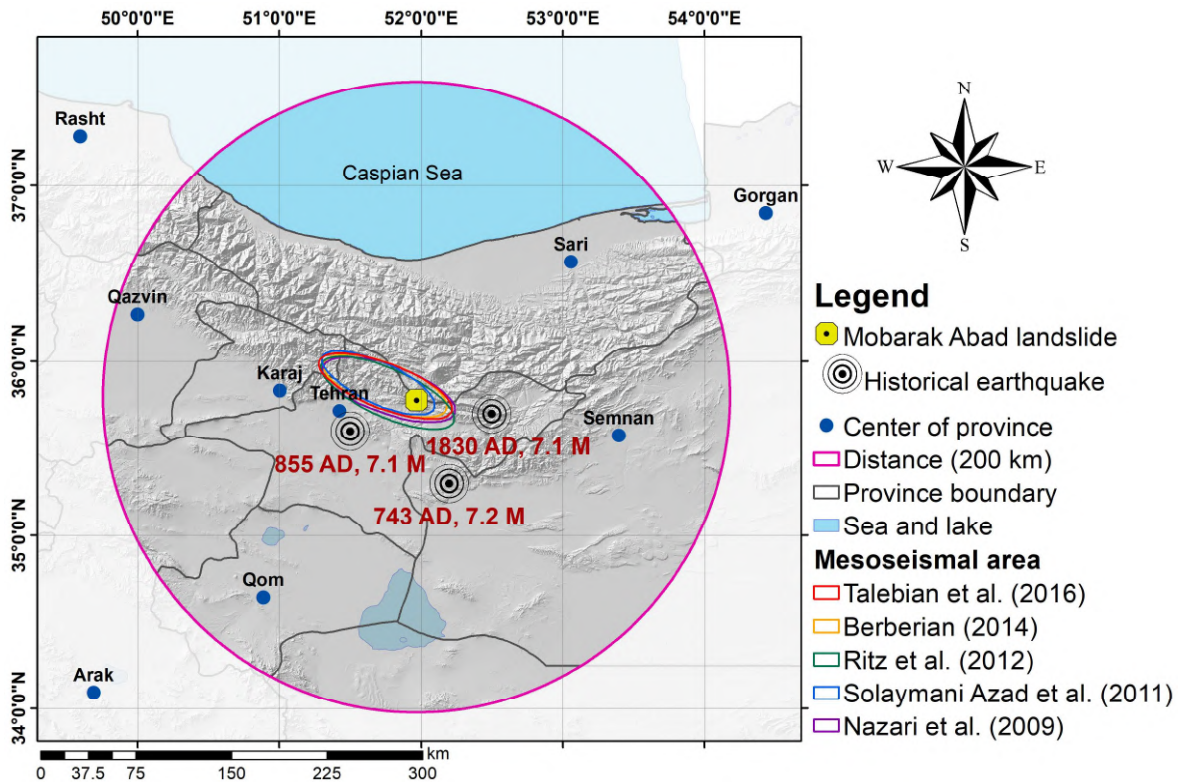 50°0'0"E 51°0'0"E 52°0'0"E 53°0'0"E 54°0'0"E
37°0'0"N
36°0'0"N
35°0'0"N
34°0'0"N
Rasht
Caspian Sea
Gorgan
Sari
Qazvin
Karaj
Tehran
Semnan
1830 AD, 7.1 M
855 AD, 7.1 M
743 AD, 7.2 M
Qom
Arak
km
0 37.5 75 150 225 300
N
W E
S
Legend
Mobarak Abad landslide
Historical earthquake
Center of province
Distance (200 km)
Province boundary
Sea and lake
Mesoseismal area
Talebian et al. (2016)
Berberian (2014)
Ritz et al. (2012)
Solaymani Azad et al. (2011)
Nazari et al. (2009)